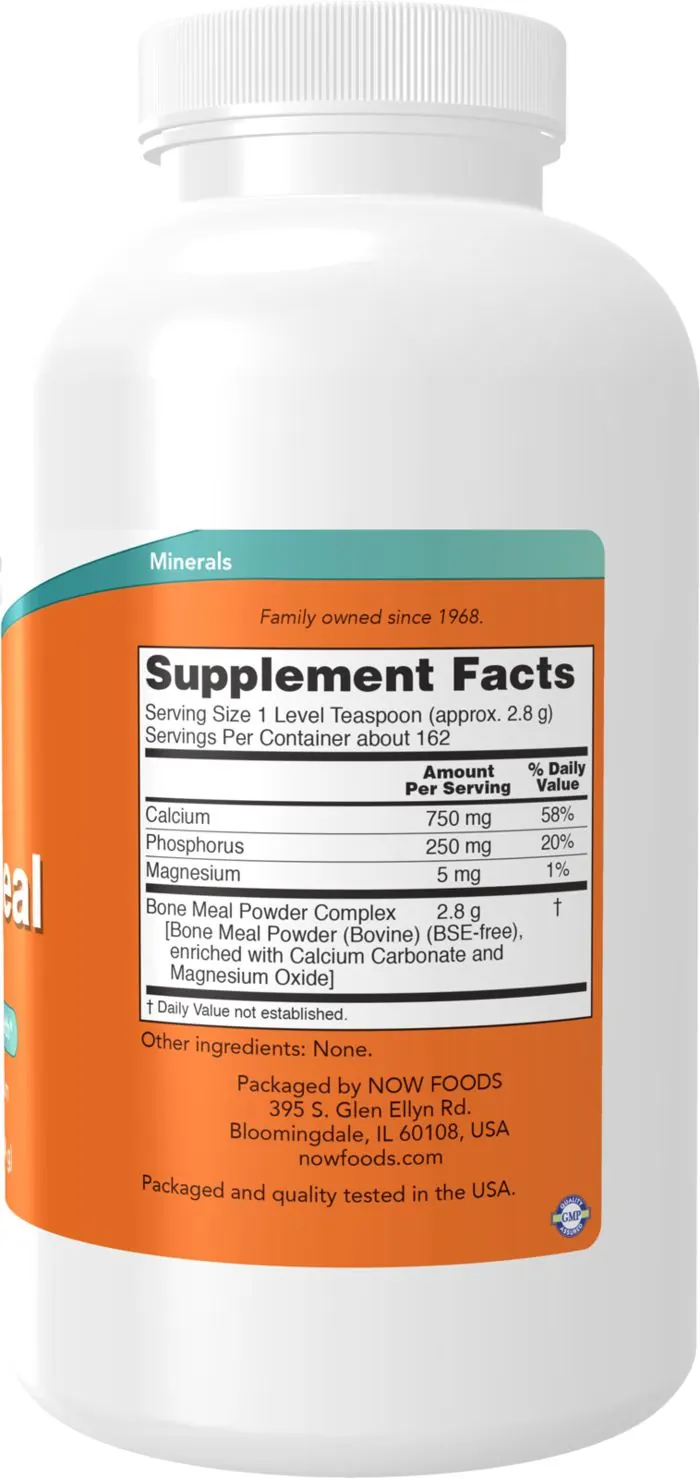 Minerals
Family owned since 1968.
Supplement Facts
Serving Size 1 Level Teaspoon (approx. 2.8 g)
Servings Per Container about 162
Amount Per Serving % Daily Value
Calcium 750 mg 58%
Phosphorus 250 mg 20%
Magnesium 5 mg 1%
Bone Meal Powder Complex 2.8 g †
[Bone Meal Powder (Bovine) (BSE-free),
enriched with Calcium Carbonate and
Magnesium Oxide]
† Daily Value not established.
Other ingredients: None.
Packaged by NOW FOODS
395 S. Glen Ellyn Rd.
Bloomingdale, IL 60108, USA
nowfoods.com
Packaged and quality tested in the USA.
QUALITY
GMP
ASSURED
eal